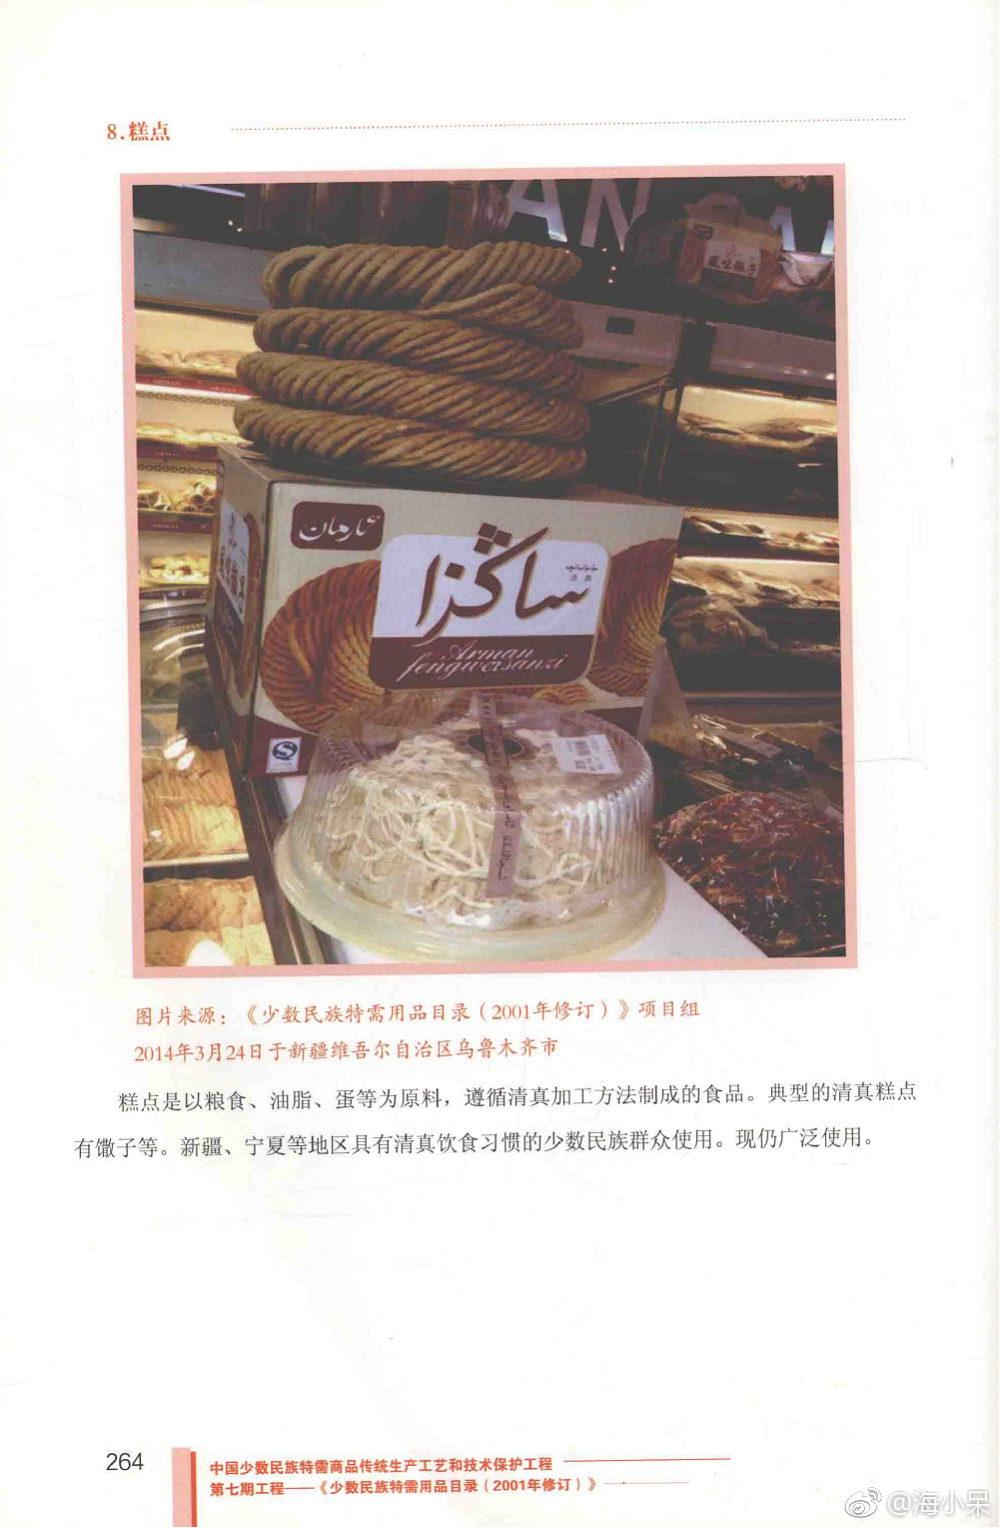 8.糕点
AN
ئارمان
ساڭزا
清真
Arman
fengweisanzi
图片来源：《少数民族特需用品目录（2001年修订）》项目组
2014年3月24日于新疆维吾尔自治区乌鲁木齐市
糕点是以粮食、油脂、蛋等为原料，遵循清真加工方法制成的食品。典型的清真糕点
有馓子等。新疆、宁夏等地区具有清真饮食习惯的少数民族群众使用。现仍广泛使用。
264
中国少数民族特需商品传统生产工艺和技术保护工程
第七期工程——《少数民族特需用品目录（2001年修订）》
@海小呆